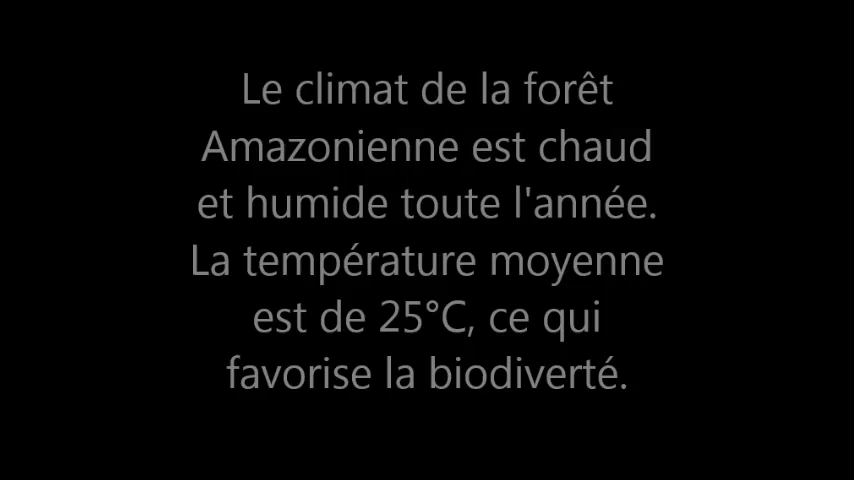 Le climat de la forêt
Amazonienne est chaud
et humide toute l'année.
La température moyenne
est de 25°C, ce qui
favorise la biodiverté.